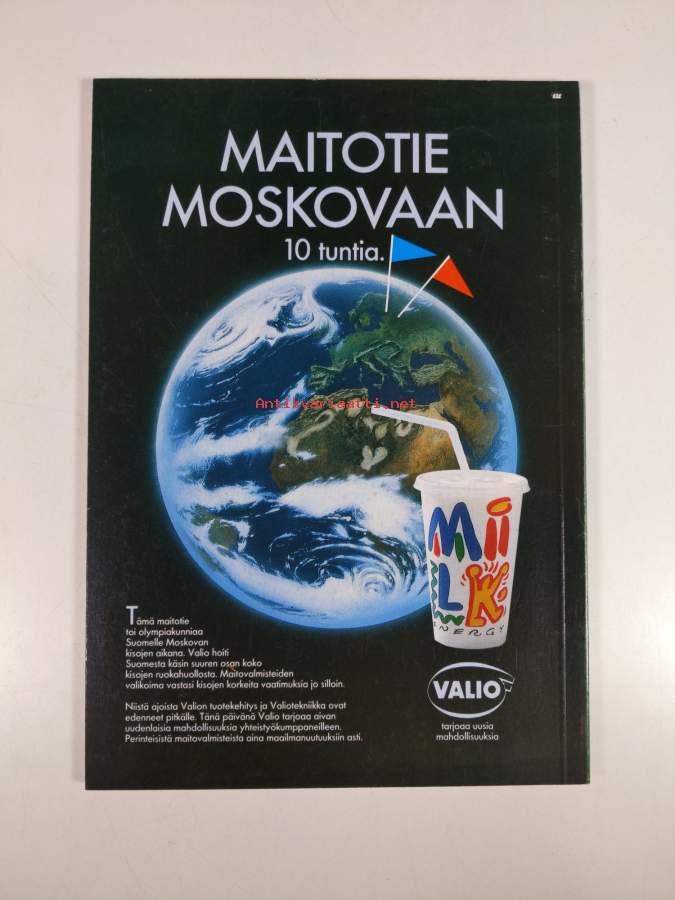 MAITOTIE
MOSKOVAAN
10 tuntia.
Antikvariaatti.net
Mii
LK
ENERGY
Tämä maitotie
toi olympiakunniaa
Suomelle Moskovan
kisojen aikana. Valio hoiti
Suomesta käsin suuren osan koko
kisojen ruokahuollosta. Maitovalmisteiden
valikoima vastasi kisojen korkeita vaatimuksia jo silloin.
Niistä ajoista Valion tuotekehitys ja Valiotekniikka ovat
edenneet pitkälle. Tänä päivänä Valio tarjoaa aivan
uudenlaisia mahdollisuuksia yhteistyökumppaneilleen.
Perinteisistä maitovalmisteista aina maailmanuutuuksiin asti.
VALIO
tarjoaa uusia
mahdollisuuksia